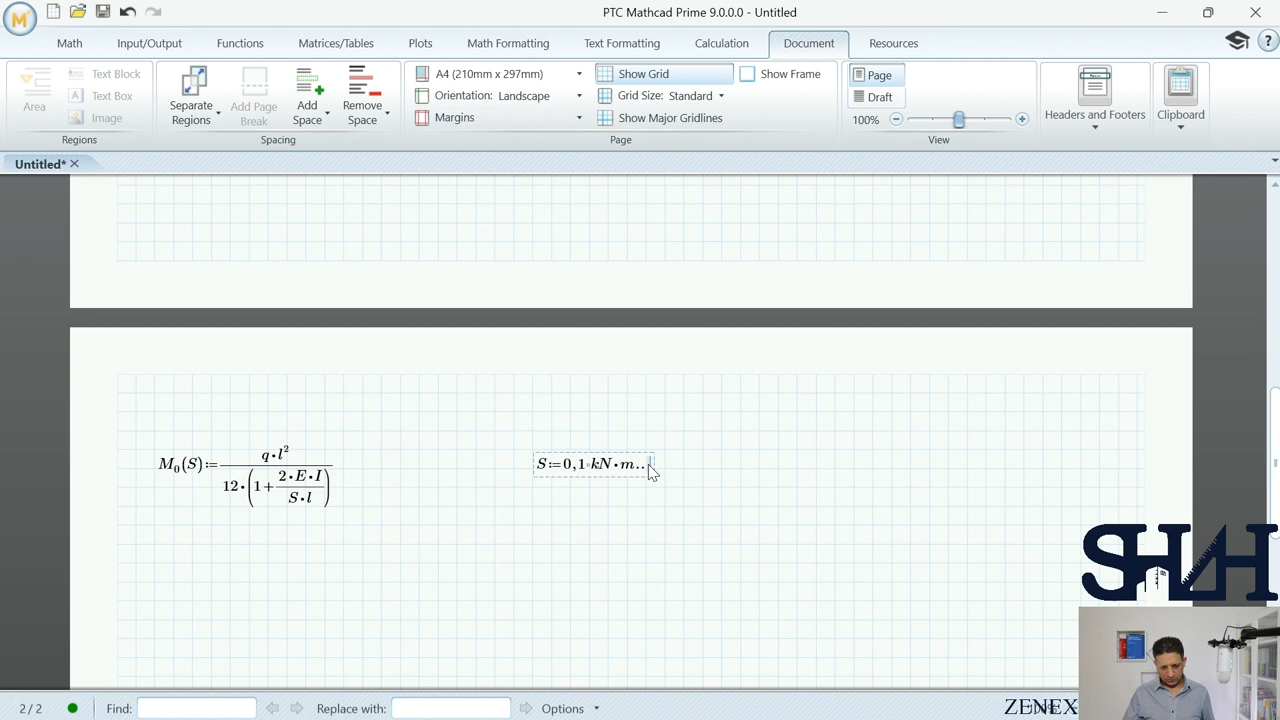 PTC Mathcad Prime 9.0.0.0 - Untitled
Math Input/Output Functions Matrices/Tables Plots Math Formatting Text Formatting Calculation Document Resources
Area
Text Block
Text Box
Image
Regions
Separate Regions
Add Page Break
Add Space
Remove Space
Spacing
A4 (210mm x 297mm)
Orientation: Landscape
Margins
Show Grid
Grid Size: Standard
Show Major Gridlines
Show Frame
Page
Page
Draft
100%
View
Headers and Footers
Clipboard
Untitled*
M₀(S):=q•l²/(12•(1+2•E•I/(S•l)))
S:=0,1 kN•m..
SHAH
2/2 Find: Replace with: Options
ZENEX